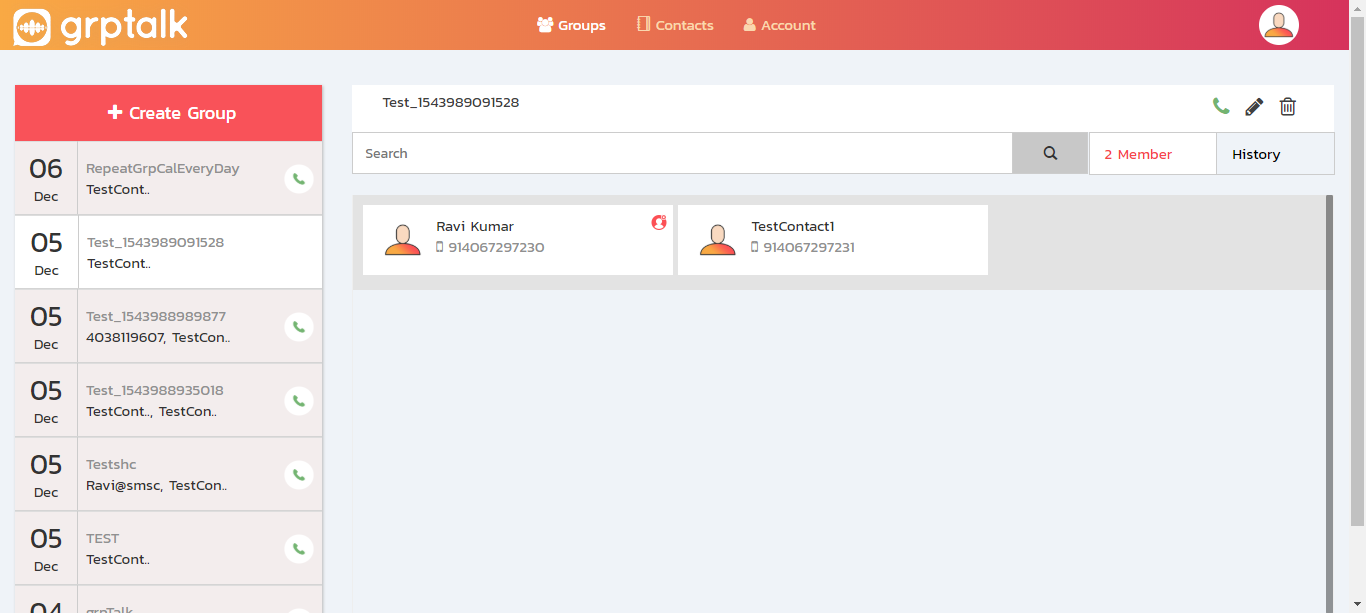 grptalk
Groups
Contacts
Account
Create Group
06
Dec
RepeatGrpCalEveryDay
TestCont..
05
Dec
Test_1543989091528
TestCont..
05
Dec
Test_1543988989877
4038119607, TestCon..
05
Dec
Test_1543988935018
TestCont.., TestCon..
05
Dec
Testshc
Ravi@smsc, TestCon..
05
Dec
TEST
TestCont..
04
grpTalk
Test_1543989091528
Search
2 Member
History
Ravi Kumar
914067297230
TestContact1
914067297231